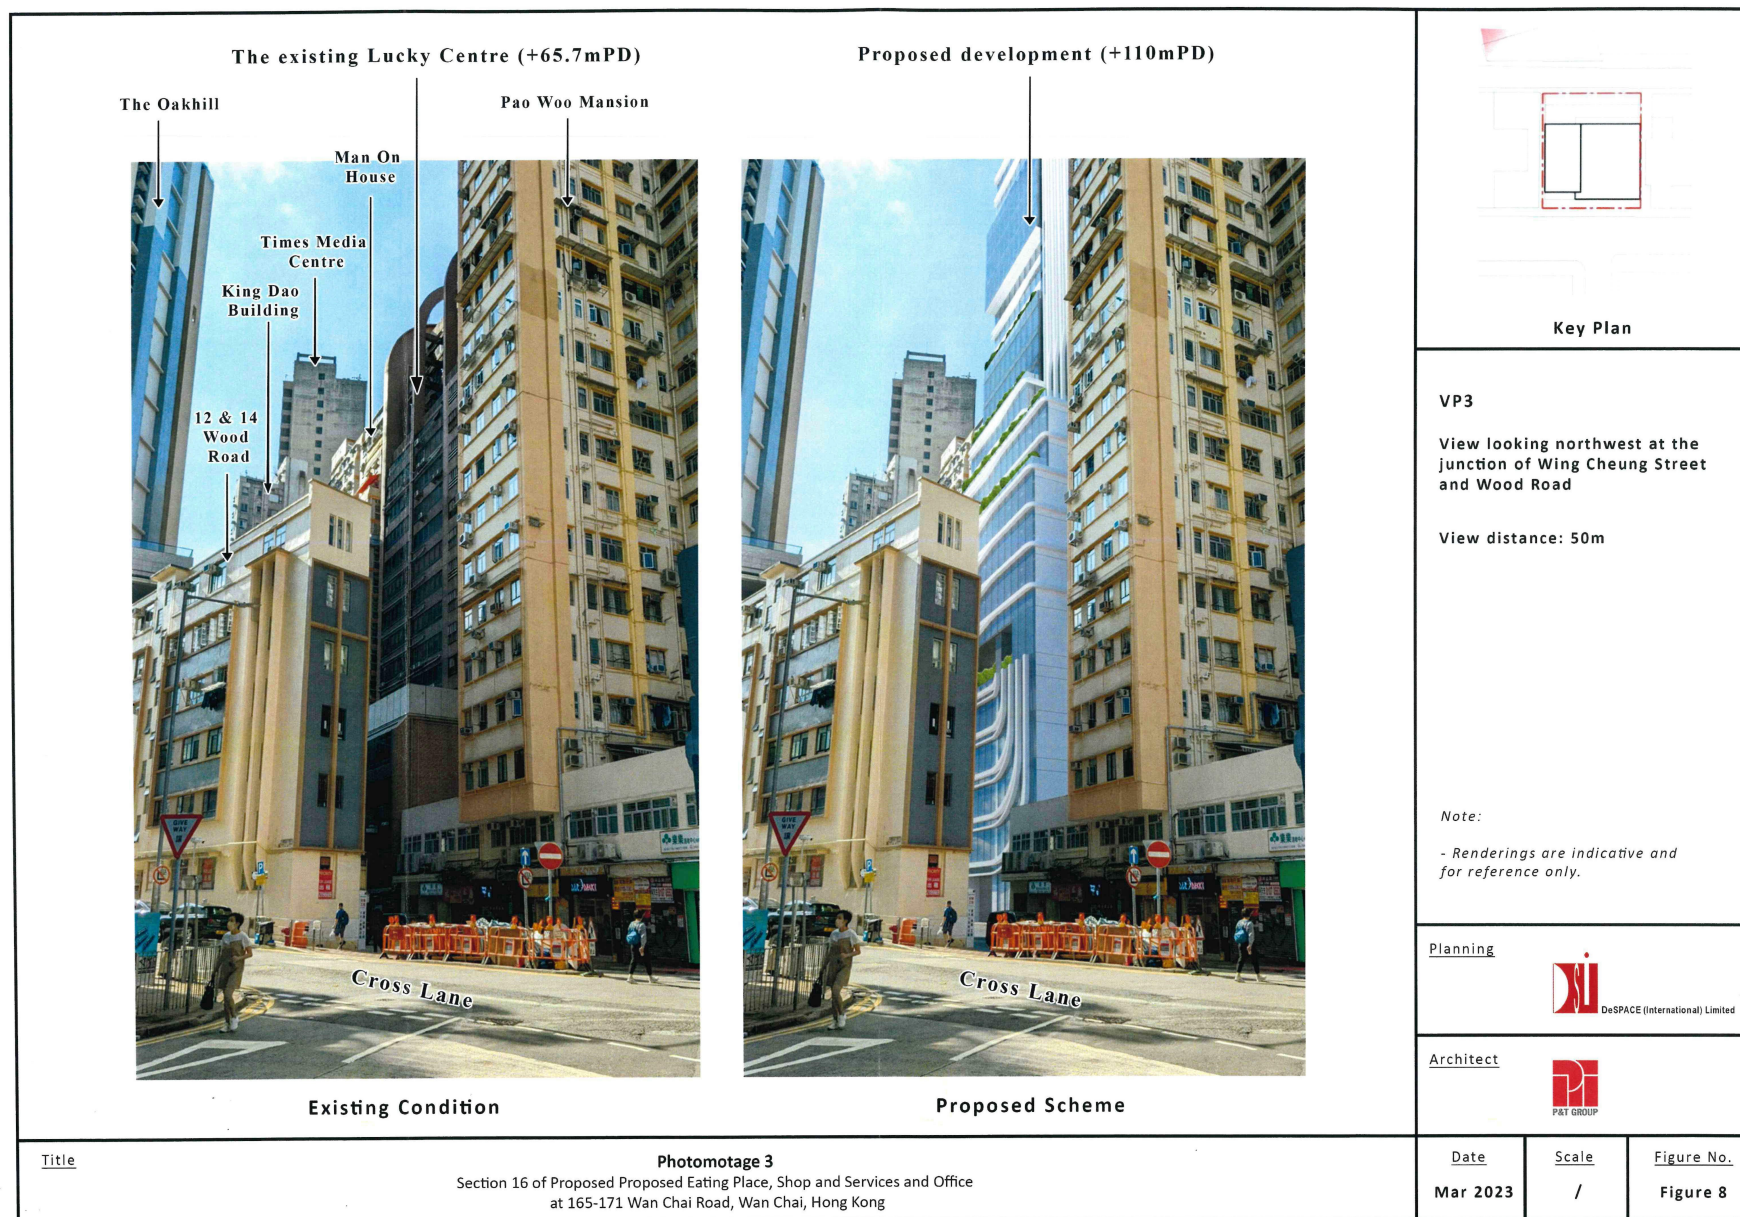 The existing Lucky Centre (+65.7mPD)
The Oakhill
Pao Woo Mansion
Man On
House
Times Media
Centre
King Dao
Building
12 & 14
Wood
Road
GIVE
WAY
Cross Lane
Existing Condition
Proposed development (+110mPD)
GIVE
WAY
Cross Lane
Proposed Scheme
Key Plan
VP3
View looking northwest at the
junction of Wing Cheung Street
and Wood Road
View distance: 50m
Note:
- Renderings are indicative and
for reference only.
Planning
DeSPACE (International) Limited
Architect
P&T GROUP
Title
Photomotage 3
Section 16 of Proposed Proposed Eating Place, Shop and Services and Office
at 165-171 Wan Chai Road, Wan Chai, Hong Kong
Date
Mar 2023
Scale
/
Figure No.
Figure 8